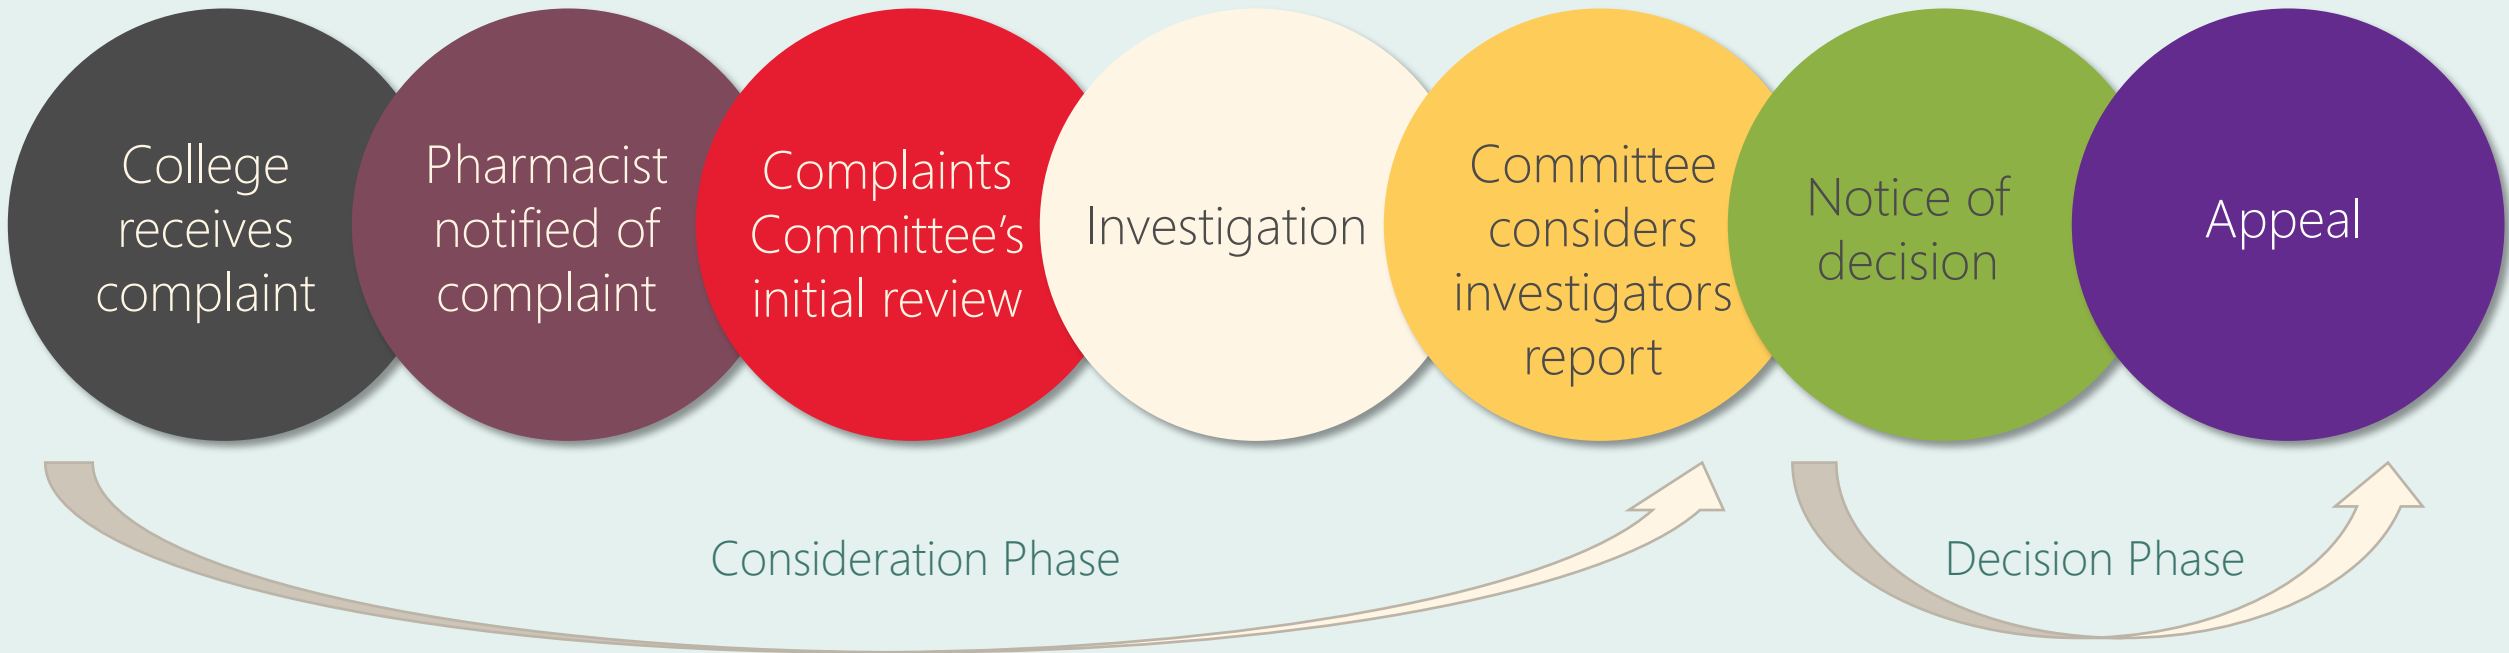 College
receives
complaint
Pharmacist
notified of
complaint
Complaints
Committee's
initial review
Investigation
Committee
considers
investigators
report
Notice of
decision
Appeal
Consideration Phase
Decision Phase